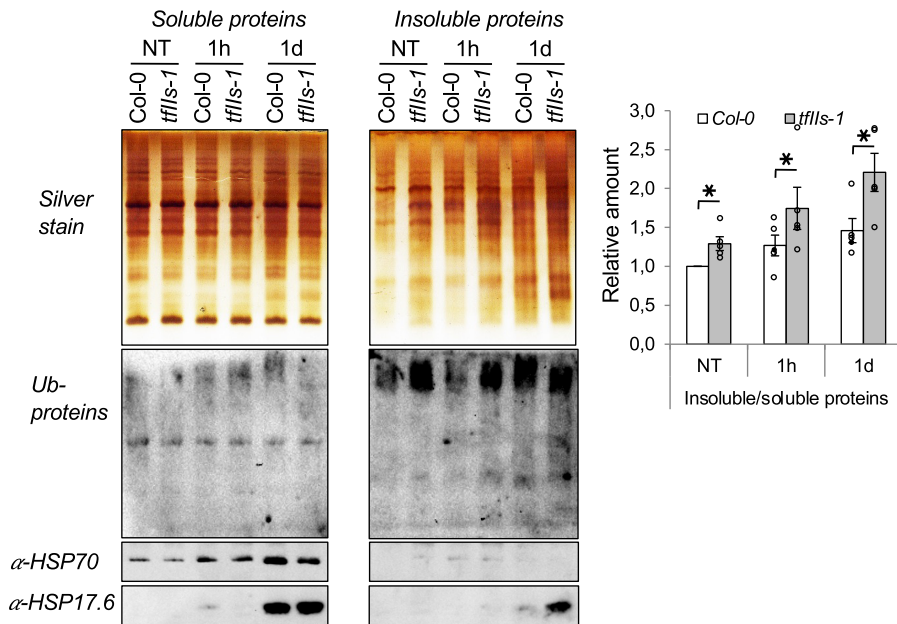 Soluble proteins
NT 1h 1d
Col-0 tfIIs-1 Col-0 tfIIs-1 Col-0 tfIIs-1
Insoluble proteins
NT 1h 1d
Col-0 tfIIs-1 Col-0 tfIIs-1 Col-0 tfIIs-1
Silver
stain
Ub-
proteins
α-HSP70
α-HSP17.6
Relative amount
3,0
2,5
2,0
1,5
1,0
0,5
0,0
Col-0 tfIIs-1
* * *
NT 1h 1d
Insoluble/soluble proteins